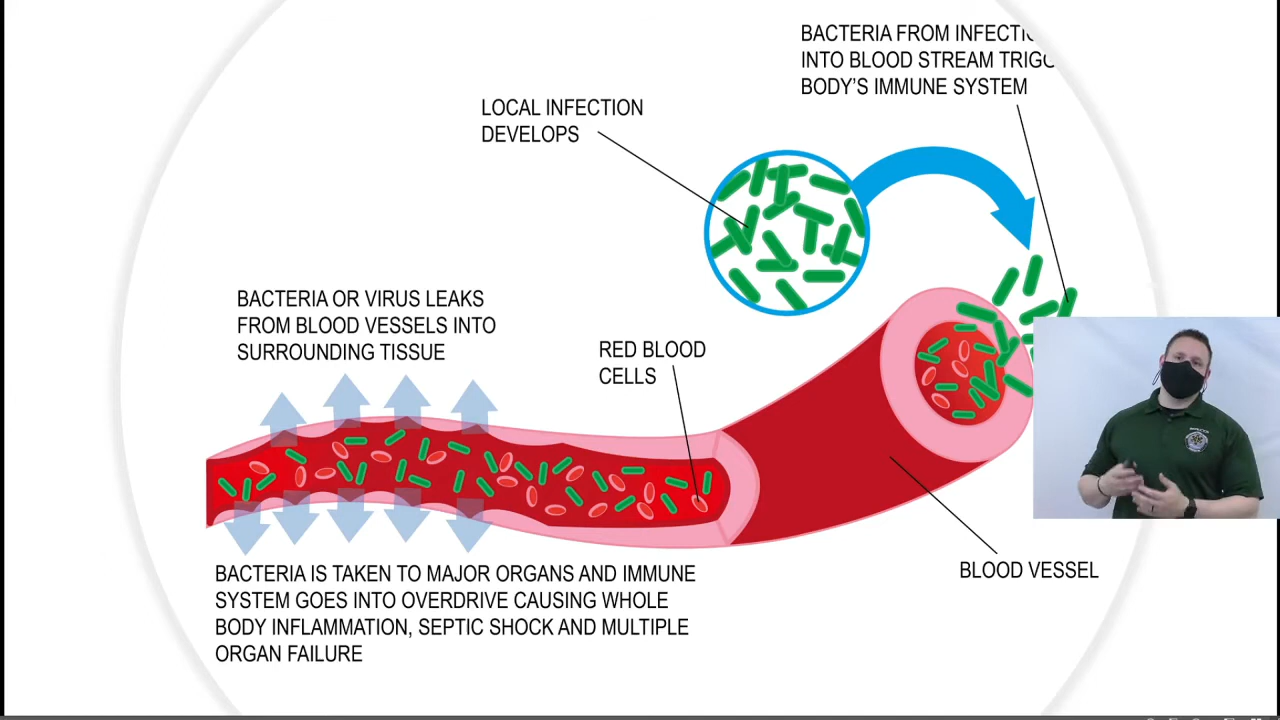 BACTERIA FROM
INTO BLOOD STREAM
BODY'S IMMUNE SYSTEM
LOCAL INFECTION
DEVELOPS
BACTERIA OR VIRUS LEAKS
FROM BLOOD VESSELS INTO
SURROUNDING TISSUE
RED BLOOD
CELLS
BLOOD VESSEL
BACTERIA IS TAKEN TO MAJOR ORGANS AND IMMUNE
SYSTEM GOES INTO OVERDRIVE CAUSING WHOLE
BODY INFLAMMATION, SEPTIC SHOCK AND MULTIPLE
ORGAN FAILURE